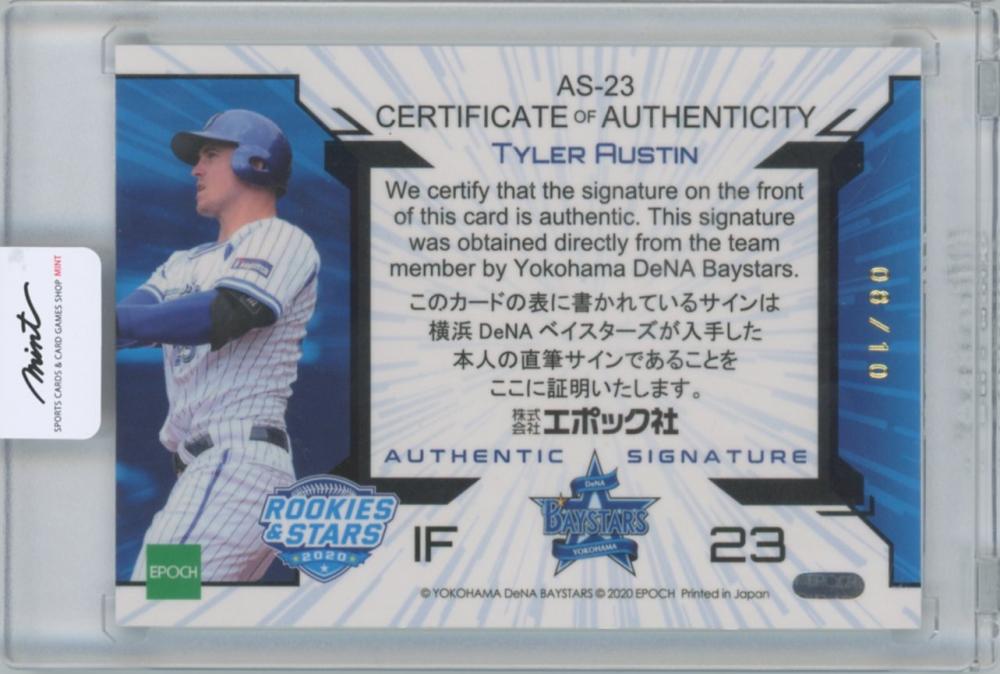 AS-23
CERTIFICATE OF AUTHENTICITY
TYLER AUSTIN
We certify that the signature on the front
of this card is authentic. This signature
was obtained directly from the team
member by Yokohama DeNA Baystars.
このカードの表に書かれているサインは
横浜 DeNA ベイスターズが入手した
本人の直筆サインであることを
ここに証明いたします。
株式会社エポック社
AUTHENTIC SIGNATURE
ROOKIES
& STARS
2020
IF
DeNA
BAYSTARS
YOKOHAMA
23
EPOCH
EPOCH
© YOKOHAMA DeNA BAYSTARS © 2020 EPOCH Printed in Japan
08/10
mint
SPORTS CARDS & CARD GAMES SHOP MINT